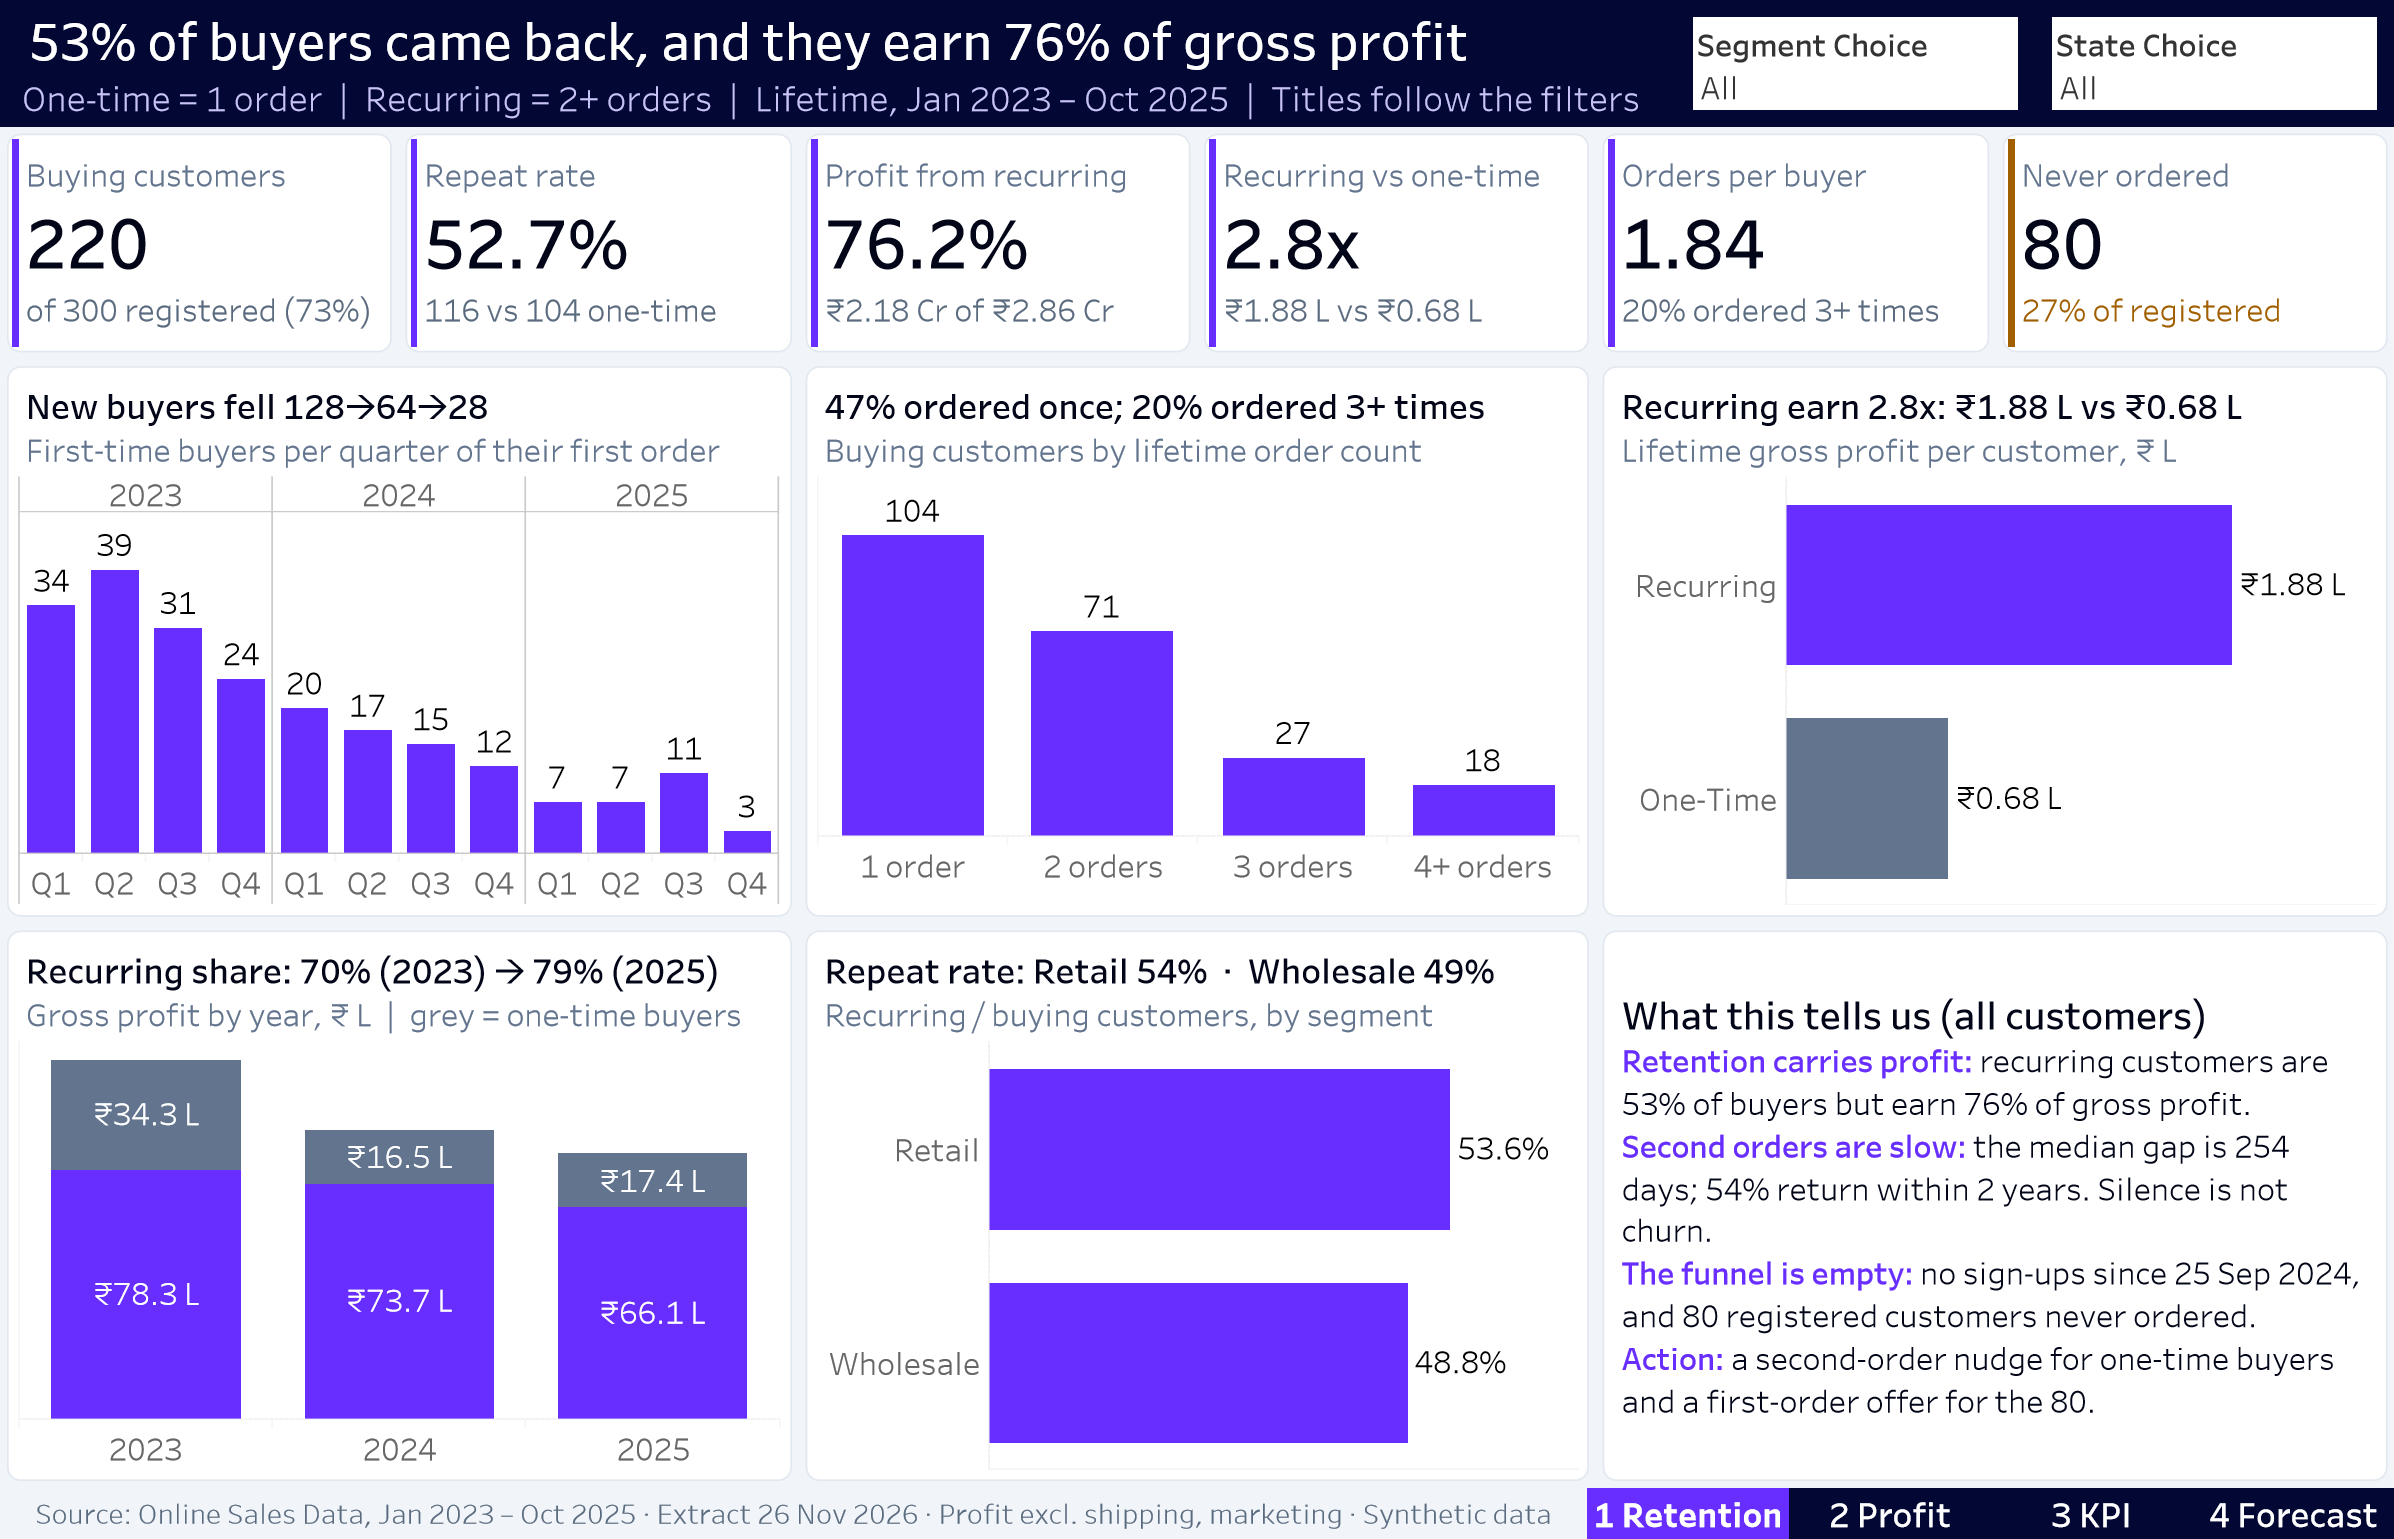 53% of buyers came back, and they earn 76% of gross profit
One-time = 1 order | Recurring = 2+ orders | Lifetime, Jan 2023 – Oct 2025 | Titles follow the filters
Segment Choice
All
State Choice
All
Buying customers
220
of 300 registered (73%)
Repeat rate
52.7%
116 vs 104 one-time
Profit from recurring
76.2%
₹2.18 Cr of ₹2.86 Cr
Recurring vs one-time
2.8x
₹1.88 L vs ₹0.68 L
Orders per buyer
1.84
20% ordered 3+ times
Never ordered
80
27% of registered
New buyers fell 128→64→28
First-time buyers per quarter of their first order
2023 2024 2025
34 39 31 24 20 17 15 12 7 7 11 3
Q1 Q2 Q3 Q4 Q1 Q2 Q3 Q4 Q1 Q2 Q3 Q4
47% ordered once; 20% ordered 3+ times
Buying customers by lifetime order count
104 71 27 18
1 order 2 orders 3 orders 4+ orders
Recurring earn 2.8x: ₹1.88 L vs ₹0.68 L
Lifetime gross profit per customer, ₹ L
Recurring ₹1.88 L
One-Time ₹0.68 L
Recurring share: 70% (2023) → 79% (2025)
Gross profit by year, ₹ L | grey = one-time buyers
₹34.3 L ₹16.5 L ₹17.4 L
₹78.3 L ₹73.7 L ₹66.1 L
2023 2024 2025
Repeat rate: Retail 54% · Wholesale 49%
Recurring / buying customers, by segment
Retail 53.6%
Wholesale 48.8%
What this tells us (all customers)
Retention carries profit: recurring customers are
53% of buyers but earn 76% of gross profit.
Second orders are slow: the median gap is 254
days; 54% return within 2 years. Silence is not
churn.
The funnel is empty: no sign-ups since 25 Sep 2024,
and 80 registered customers never ordered.
Action: a second-order nudge for one-time buyers
and a first-order offer for the 80.
Source: Online Sales Data, Jan 2023 – Oct 2025 · Extract 26 Nov 2026 · Profit excl. shipping, marketing · Synthetic data
1 Retention 2 Profit 3 KPI 4 Forecast